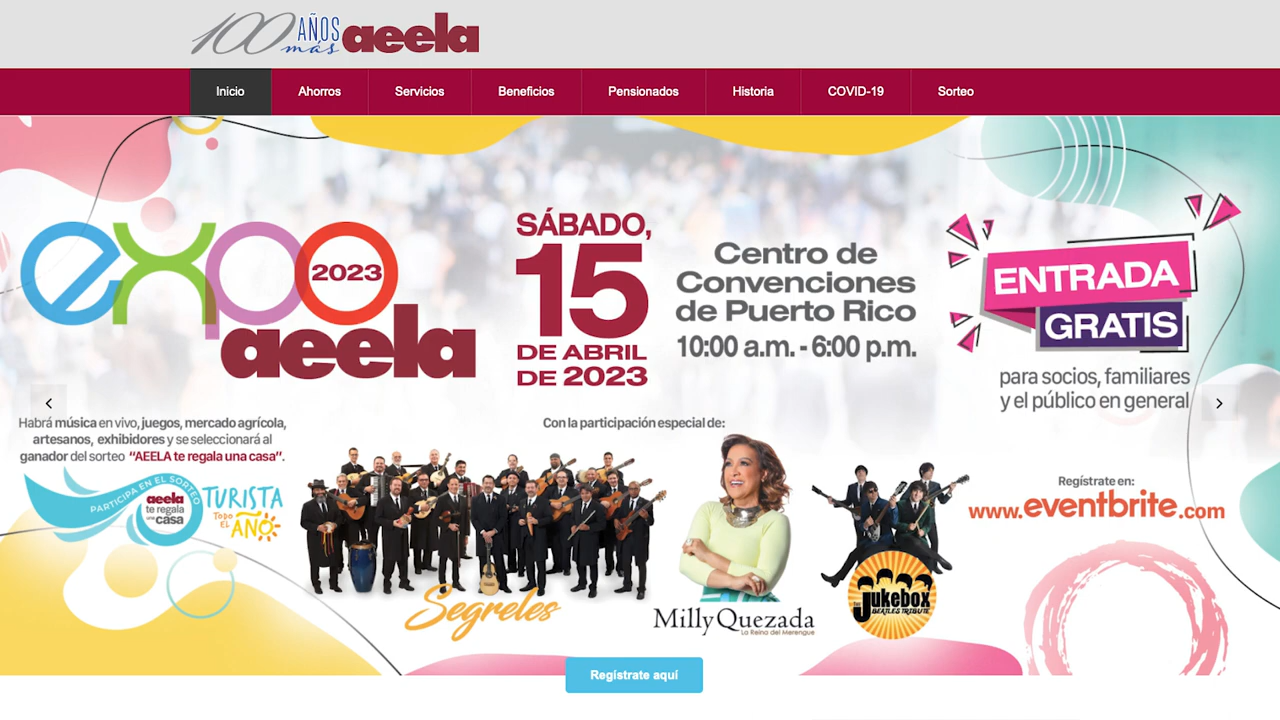 100 AÑOS más aeela
Inicio
Ahorros
Servicios
Beneficios
Pensionados
Historia
COVID-19
Sorteo
expo 2023
aeela
SÁBADO,
15
DE ABRIL
DE 2023
Centro de
Convenciones
de Puerto Rico
10:00 a.m. - 6:00 p.m.
ENTRADA
GRATIS
para socios, familiares
y el público en general
Habrá música en vivo, juegos, mercado agrícola,
artesanos, exhibidores y se seleccionará al
ganador del sorteo "AEELA te regala una casa".
PARTICIPA EN EL SORTEO
aeela
te regala
una casa
TURISTA
TODO
EL AÑO
Con la participación especial de:
Segreles
Milly Quezada
La Reina del Merengue
Jukebox
BEATLES TRIBUTE
Regístrate en:
www.eventbrite.com
Regístrate aquí